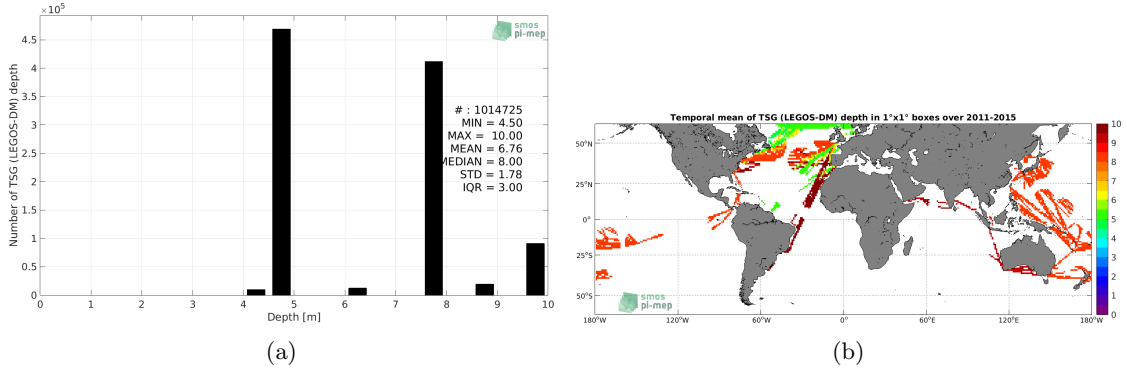 ×10⁵
4.5
4
3.5
3
2.5
2
1.5
1
0.5
0
Number of TSG (LEGOS-DM) depth
smos
pi-mep
# : 1014725
MIN = 4.50
MAX = 10.00
MEAN = 6.76
MEDIAN = 8.00
STD = 1.78
IQR = 3.00
0 1 2 3 4 5 6 7 8 9 10
Depth [m]
(a)
Temporal mean of TSG (LEGOS-DM) depth in 1°x1° boxes over 2011-2015
50°N
25°N
0°
25°S
50°S
180°W 120°W 60°W 0° 60°E 120°E 180°E
smos
pi-mep
10
9
8
7
6
5
4
3
2
1
0
(b)